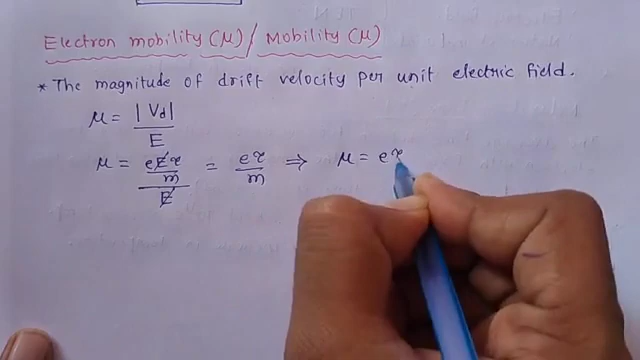 Electron mobility (μ) / Mobility (μ)
* The magnitude of drift velocity per unit electric field.
μ = |Vd| / E
μ = (eEτ/m) / E = eτ/m ⇒ μ = eτ